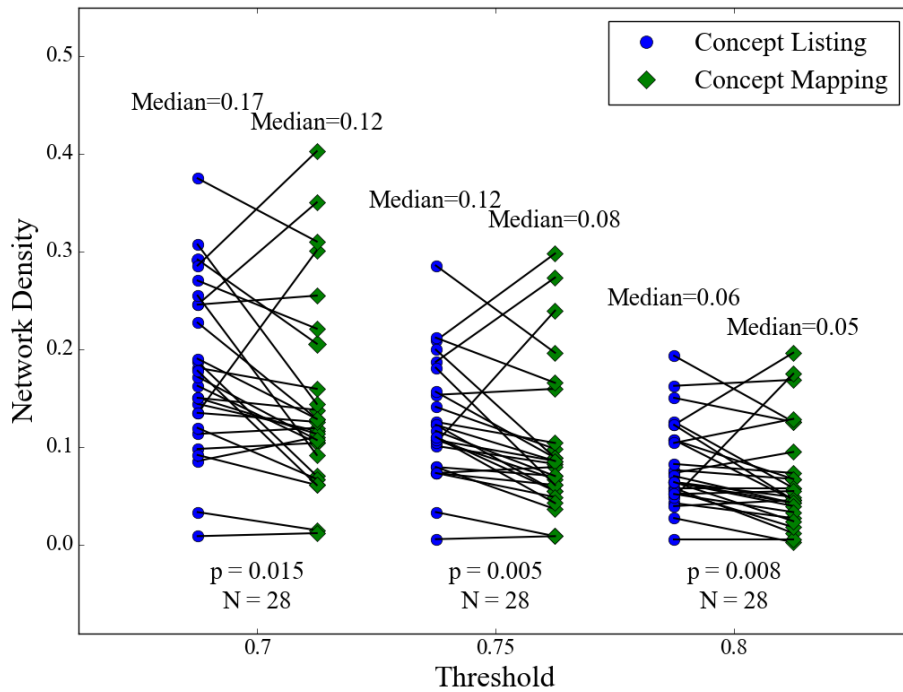 0.5
0.4
0.3
0.2
0.1
0.0
Network Density
Concept Listing
Concept Mapping
Median=0.17
Median=0.12
Median=0.12
Median=0.08
Median=0.06
Median=0.05
p = 0.015
N = 28
p = 0.005
N = 28
p = 0.008
N = 28
0.7
0.75
0.8
Threshold